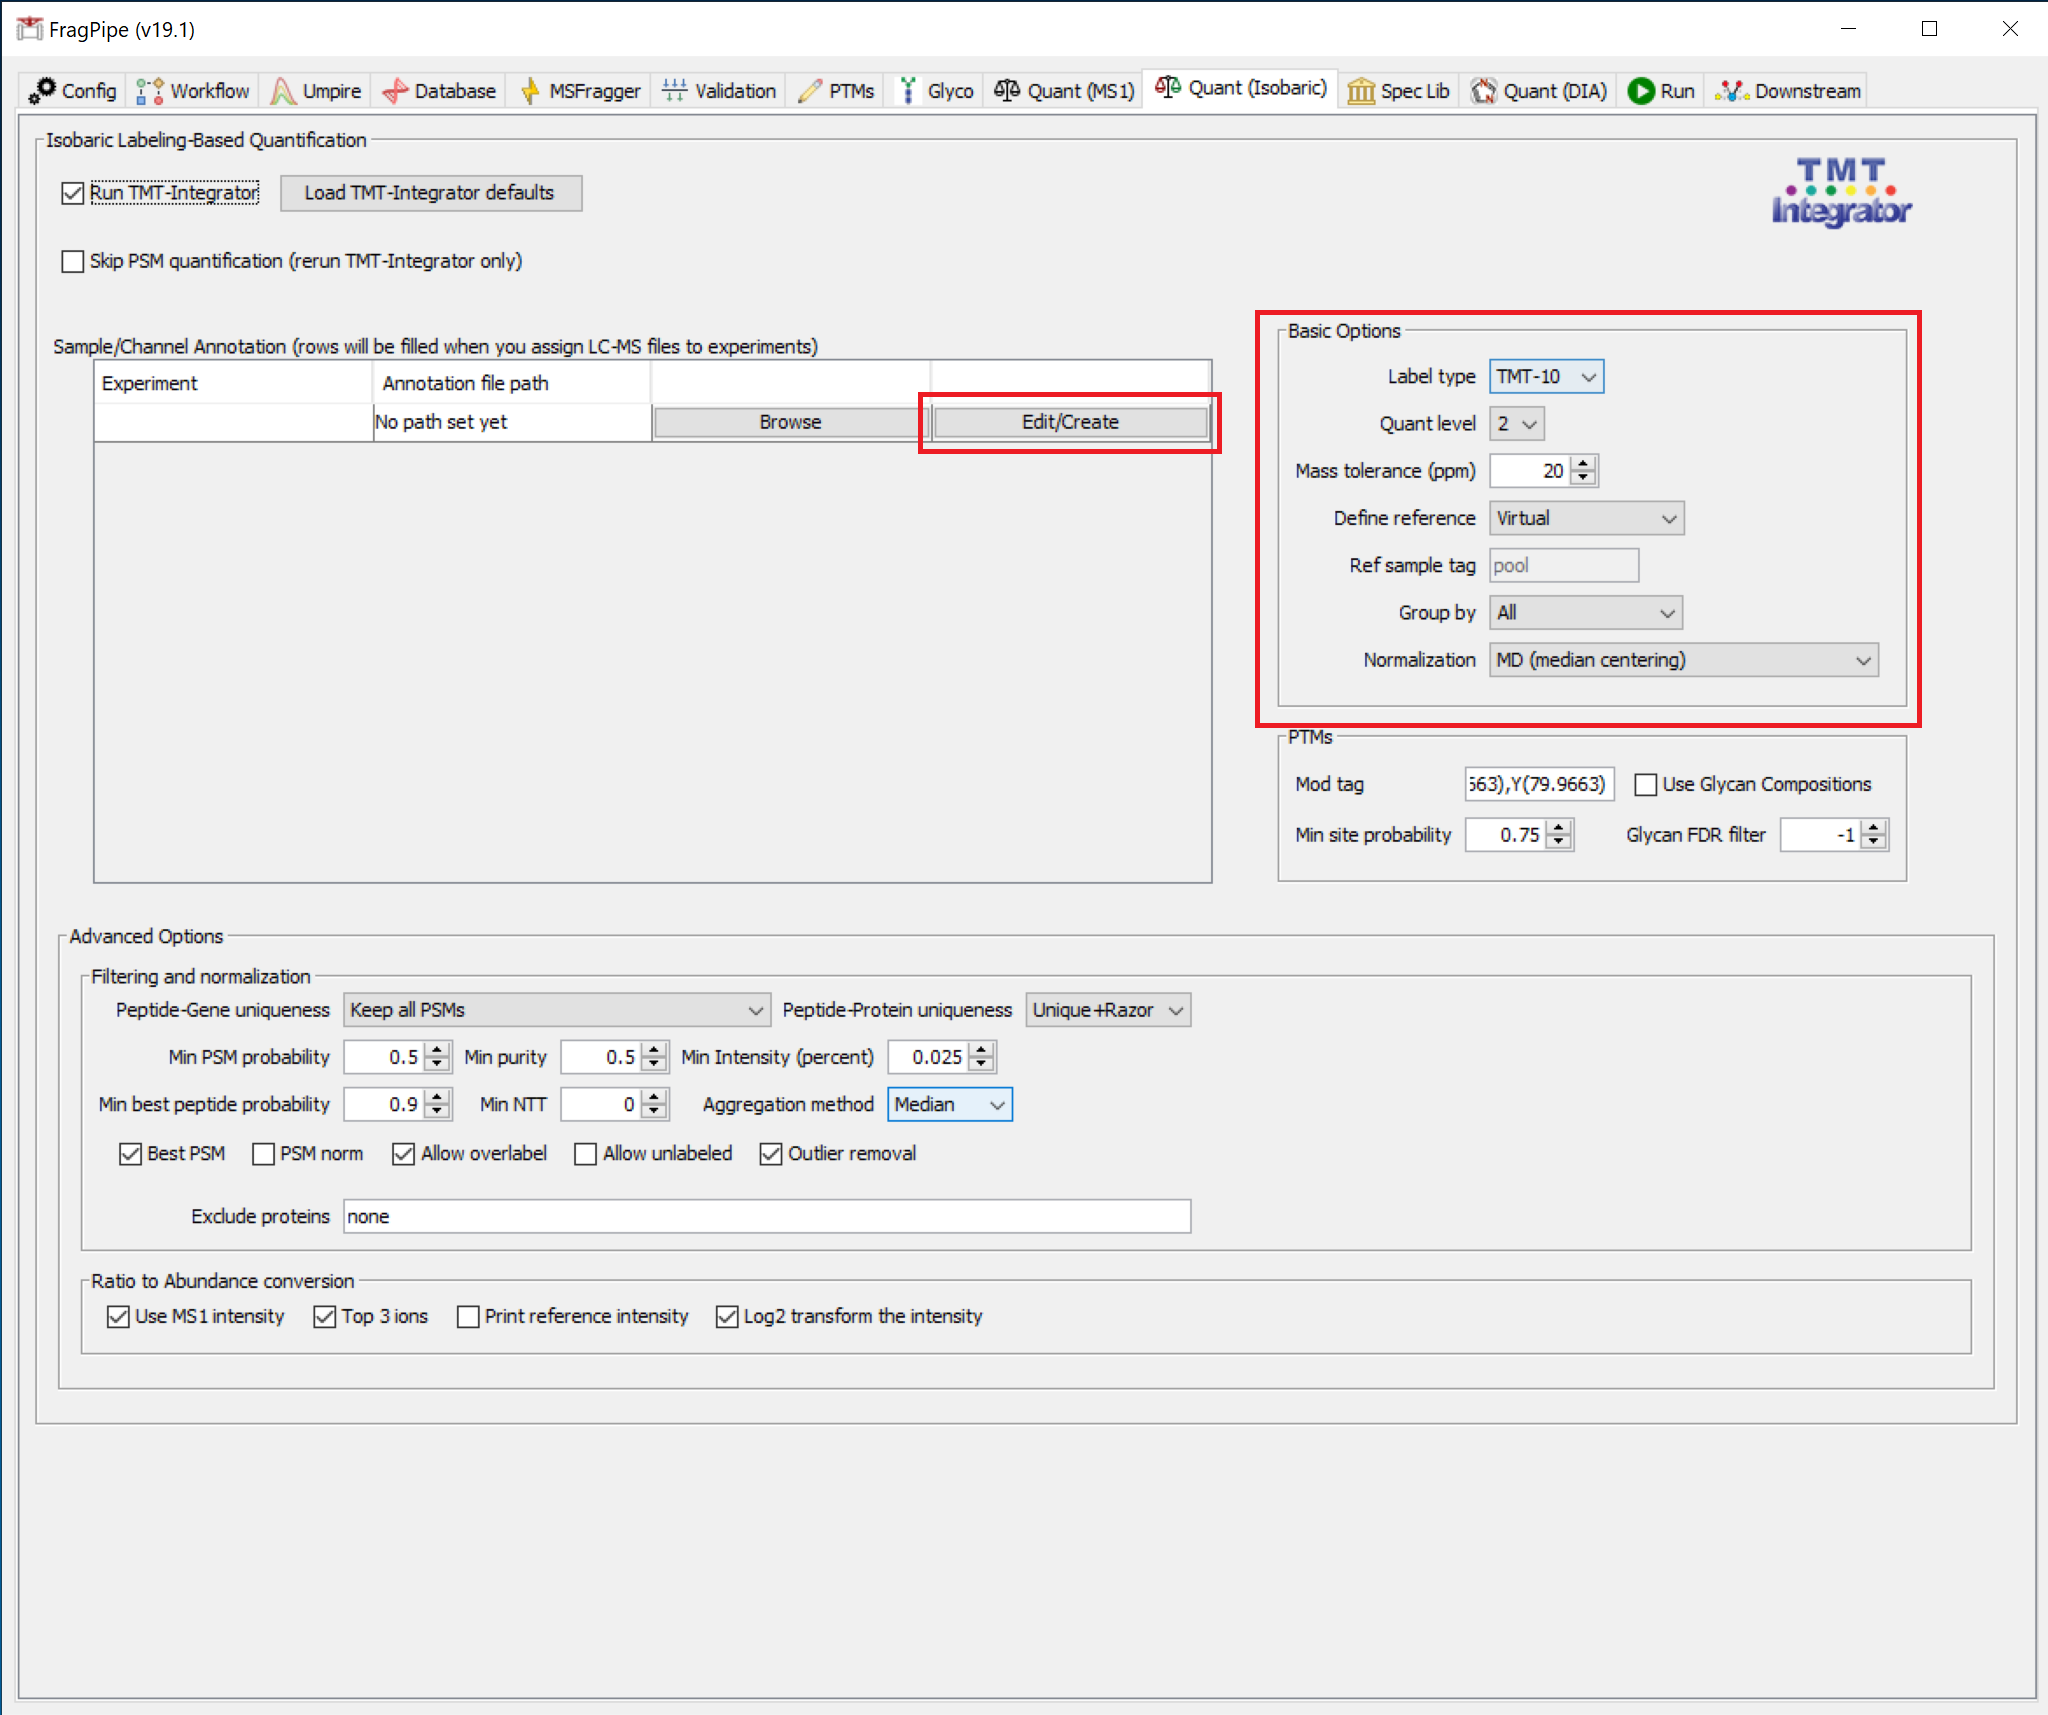 FragPipe (v19.1)
Config Workflow Umpire Database MSFragger Validation PTMs Glyco Quant (MS1) Quant (Isobaric) Spec Lib Quant (DIA) Run Downstream
Isobaric Labeling-Based Quantification
Run TMT-Integrator Load TMT-Integrator defaults
TMT
Integrator
Skip PSM quantification (rerun TMT-Integrator only)
Sample/Channel Annotation (rows will be filled when you assign LC-MS files to experiments)
Experiment Annotation file path
No path set yet Browse Edit/Create
Basic Options
Label type TMT-10
Quant level 2
Mass tolerance (ppm) 20
Define reference Virtual
Ref sample tag pool
Group by All
Normalization MD (median centering)
PTMs
Mod tag 563),Y(79.9663) Use Glycan Compositions
Min site probability 0.75 Glycan FDR filter -1
Advanced Options
Filtering and normalization
Peptide-Gene uniqueness Keep all PSMs Peptide-Protein uniqueness Unique+Razor
Min PSM probability 0.5 Min purity 0.5 Min Intensity (percent) 0.025
Min best peptide probability 0.9 Min NTT 0 Aggregation method Median
Best PSM PSM norm Allow overlabel Allow unlabeled Outlier removal
Exclude proteins none
Ratio to Abundance conversion
Use MS1 intensity Top 3 ions Print reference intensity Log2 transform the intensity